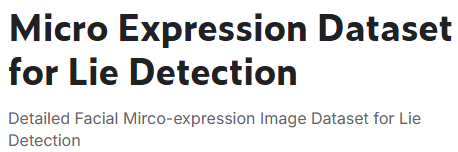 Micro Expression Dataset
for Lie Detection
Detailed Facial Mirco-expression Image Dataset for Lie
Detection